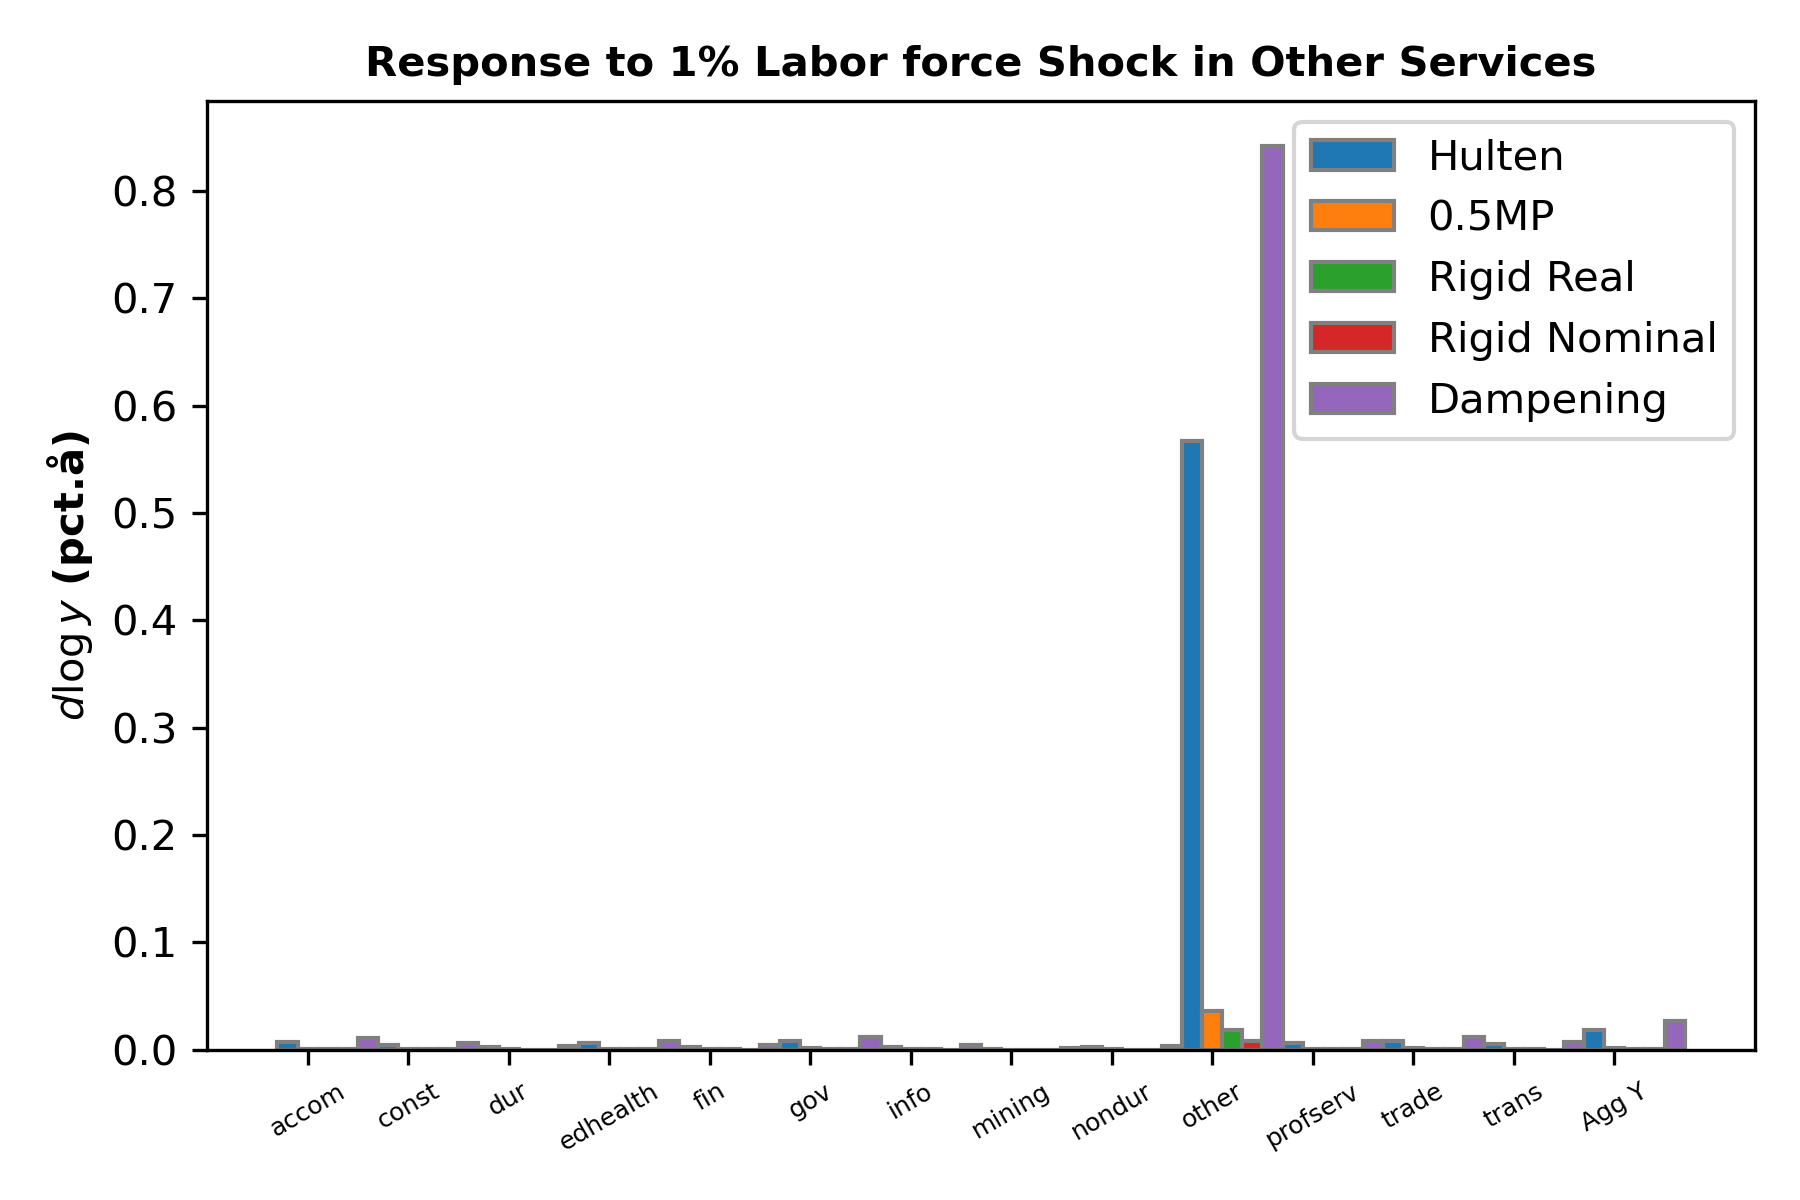 Response to 1% Labor force Shock in Other Services
dlog y (pct.å)
0.8
0.7
0.6
0.5
0.4
0.3
0.2
0.1
0.0
Hulten
0.5MP
Rigid Real
Rigid Nominal
Dampening
accom const dur edhealth fin gov info mining nondur other profserv trade trans Agg Y